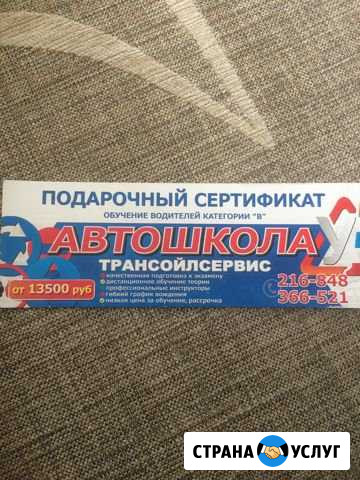 ПОДАРОЧНЫЙ СЕРТИФИКАТ
ОБУЧЕНИЕ ВОДИТЕЛЕЙ КАТЕГОРИИ "В"
АВТОШКОЛА
У
ТРАНСОЙЛСЕРВИС
качественная подготовка к экзамену
дистанционное обучение теории
профессиональные инструкторы
гибкий график вождения
низкая цена за обучение, рассрочка
от 13500 руб
216-848
366-521
СТРАНА УСЛУГ